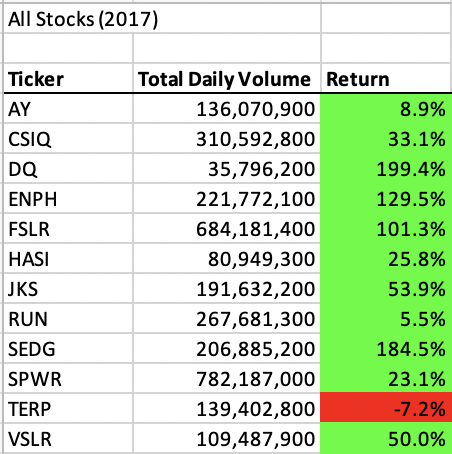 All Stocks (2017)
Ticker Total Daily Volume Return
AY 136,070,900 8.9%
CSIQ 310,592,800 33.1%
DQ 35,796,200 199.4%
ENPH 221,772,100 129.5%
FSLR 684,181,400 101.3%
HASI 80,949,300 25.8%
JKS 191,632,200 53.9%
RUN 267,681,300 5.5%
SEDG 206,885,200 184.5%
SPWR 782,187,000 23.1%
TERP 139,402,800 -7.2%
VSLR 109,487,900 50.0%